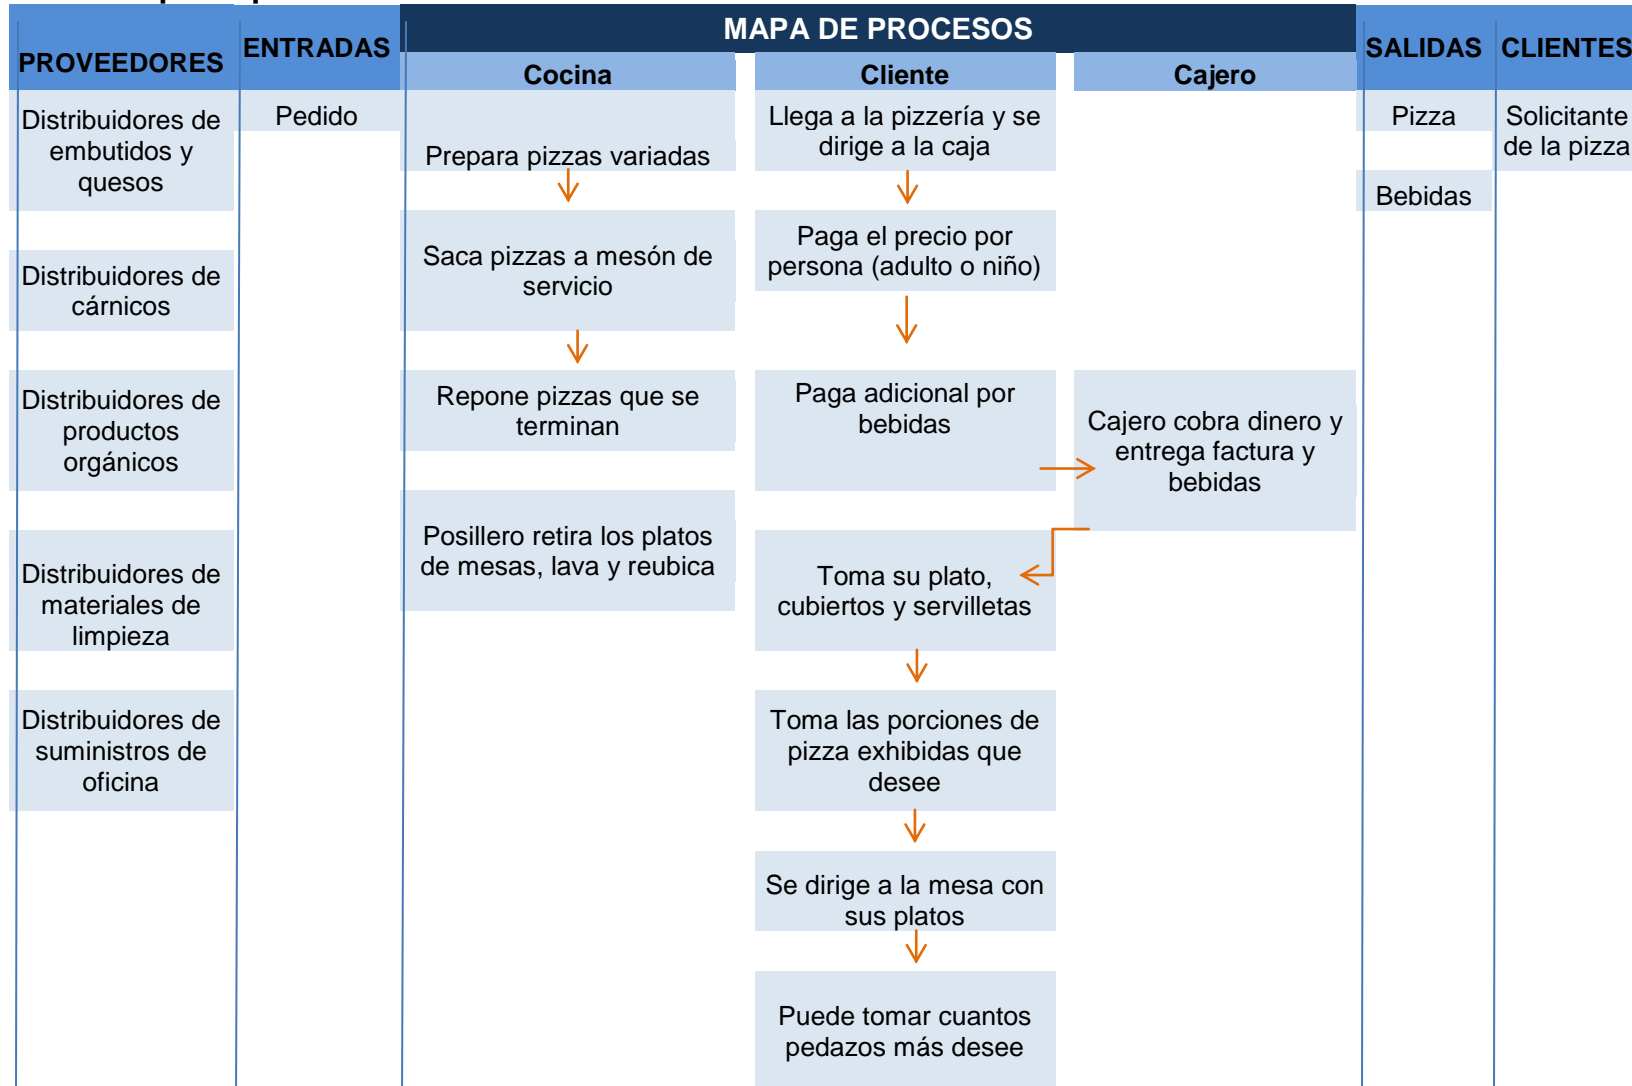 MAPA DE PROCESOS
PROVEEDORES
ENTRADAS
Cocina
Cliente
Cajero
SALIDAS
CLIENTES
Distribuidores de
embutidos y
quesos
Distribuidores de
cárnicos
Distribuidores de
productos
orgánicos
Distribuidores de
materiales de
limpieza
Distribuidores de
suministros de
oficina
Pedido
Prepara pizzas variadas
Saca pizzas a mesón de
servicio
Repone pizzas que se
terminan
Posillero retira los platos
de mesas, lava y reubica
Llega a la pizzería y se
dirige a la caja
Paga el precio por
persona (adulto o niño)
Paga adicional por
bebidas
Toma su plato,
cubiertos y servilletas
Toma las porciones de
pizza exhibidas que
desee
Se dirige a la mesa con
sus platos
Puede tomar cuantos
pedazos más desee
Cajero cobra dinero y
entrega factura y
bebidas
Pizza
Bebidas
Solicitante
de la pizza